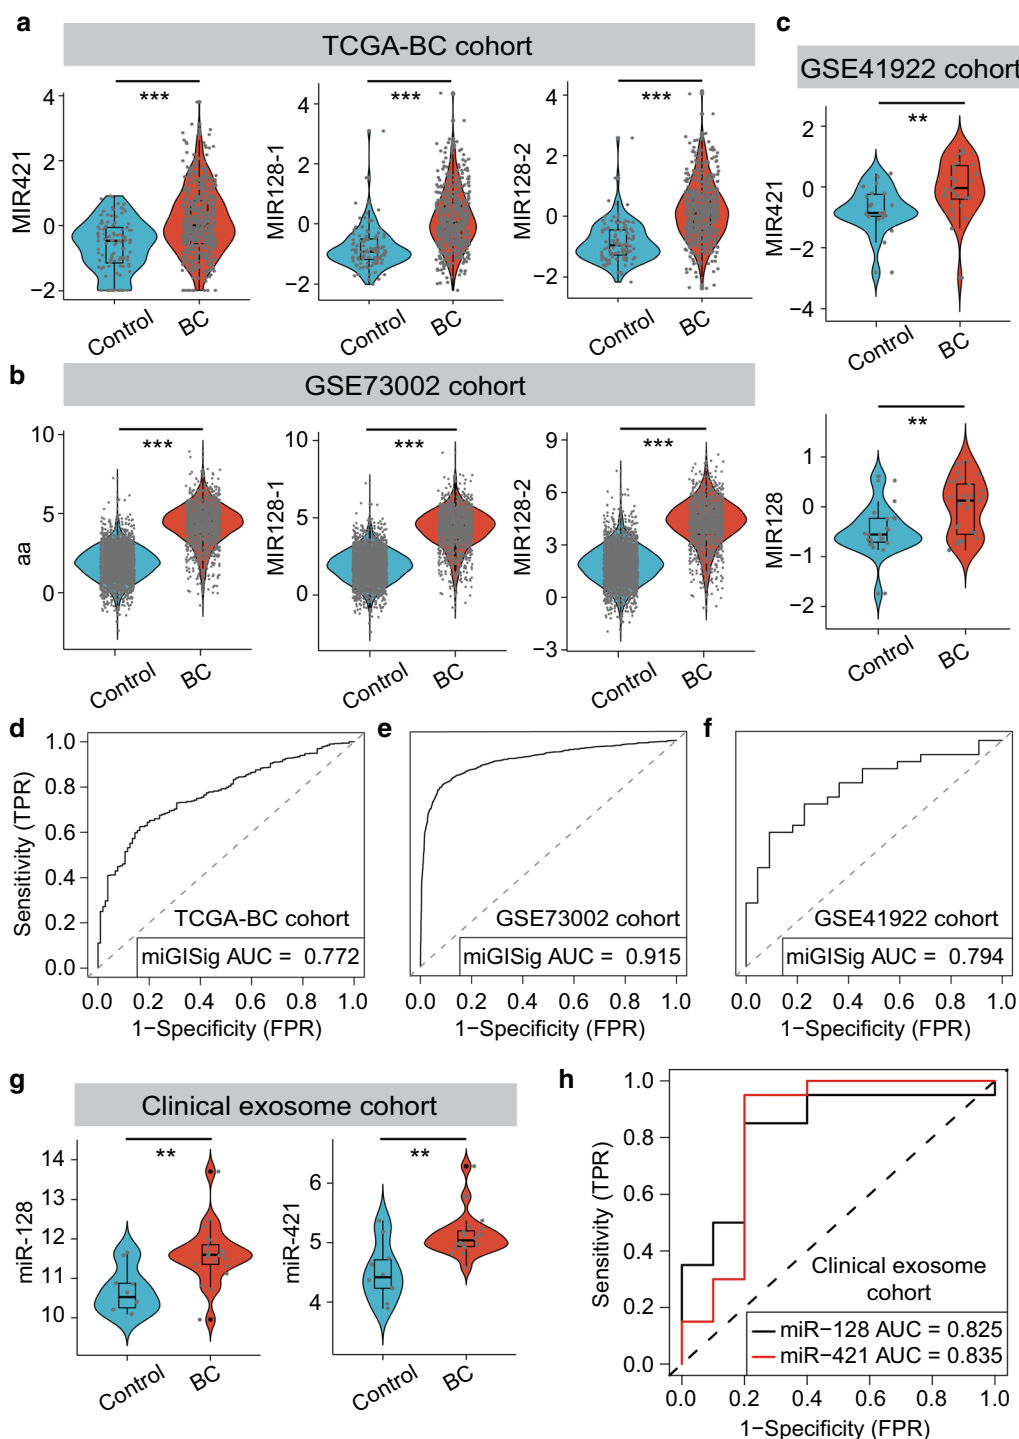 a
TCGA-BC cohort
MIR421
4
2
0
−2
***
Control
BC
MIR128-1
4
2
0
−2
***
Control
BC
MIR128-2
4
2
0
−2
***
Control
BC
b
GSE73002 cohort
aa
10
5
0
***
Control
BC
MIR128-1
10
5
0
***
Control
BC
MIR128-2
9
6
3
0
−3
***
Control
BC
c
GSE41922 cohort
MIR421
2
0
−2
−4
**
Control
BC
MIR128
1
0
−1
−2
**
Control
BC
d
Sensitivity (TPR)
1.0
0.8
0.6
0.4
0.2
0.0
TCGA-BC cohort
miGISig AUC = 0.772
0.0 0.2 0.4 0.6 0.8 1.0
1−Specificity (FPR)
e
GSE73002 cohort
miGISig AUC = 0.915
0.0 0.2 0.4 0.6 0.8 1.0
1−Specificity (FPR)
f
GSE41922 cohort
miGISig AUC = 0.794
0.0 0.2 0.4 0.6 0.8 1.0
1−Specificity (FPR)
g
Clinical exosome cohort
miR-128
14
13
12
11
10
**
Control
BC
miR-421
6
5
4
**
Control
BC
h
Sensitivity (TPR)
1.0
0.8
0.6
0.4
0.2
0.0
Clinical exosome
cohort
miR−128 AUC = 0.825
miR−421 AUC = 0.835
0.0 0.2 0.4 0.6 0.8 1.0
1−Specificity (FPR)